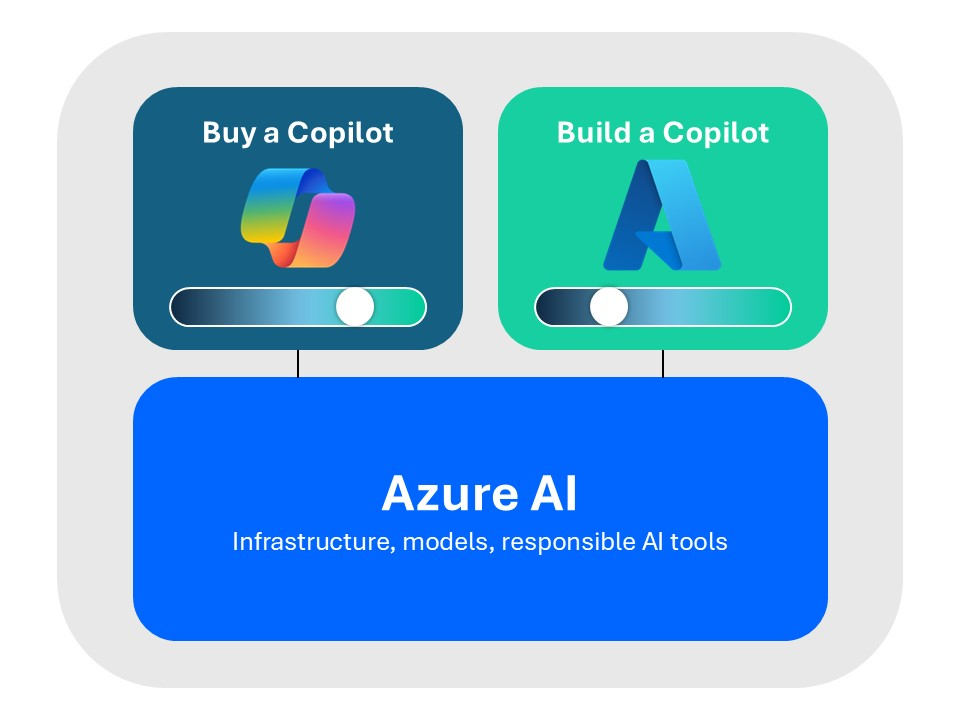 Buy a Copilot
Build a Copilot
Azure AI
Infrastructure, models, responsible AI tools